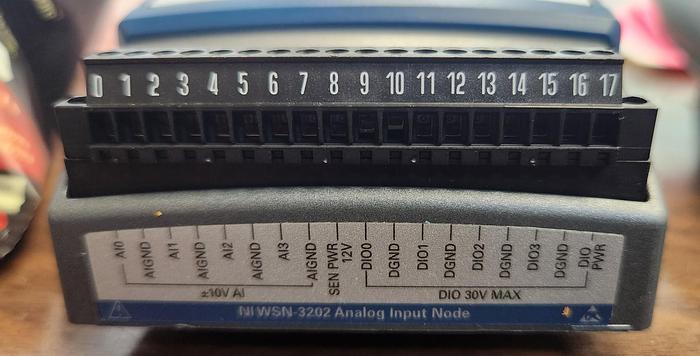 0 1 2 3 4 5 6 7 8 9 10 11 12 13 14 15 16 17
AI0 AIGND AI1 AIGND AI2 AIGND AI3 AIGND SEN PWR 12V DIO0 DGND DIO1 DGND DIO2 DGND DIO3 DGND DIO PWR
±10V AI DIO 30V MAX
NI WSN-3202 Analog Input Node